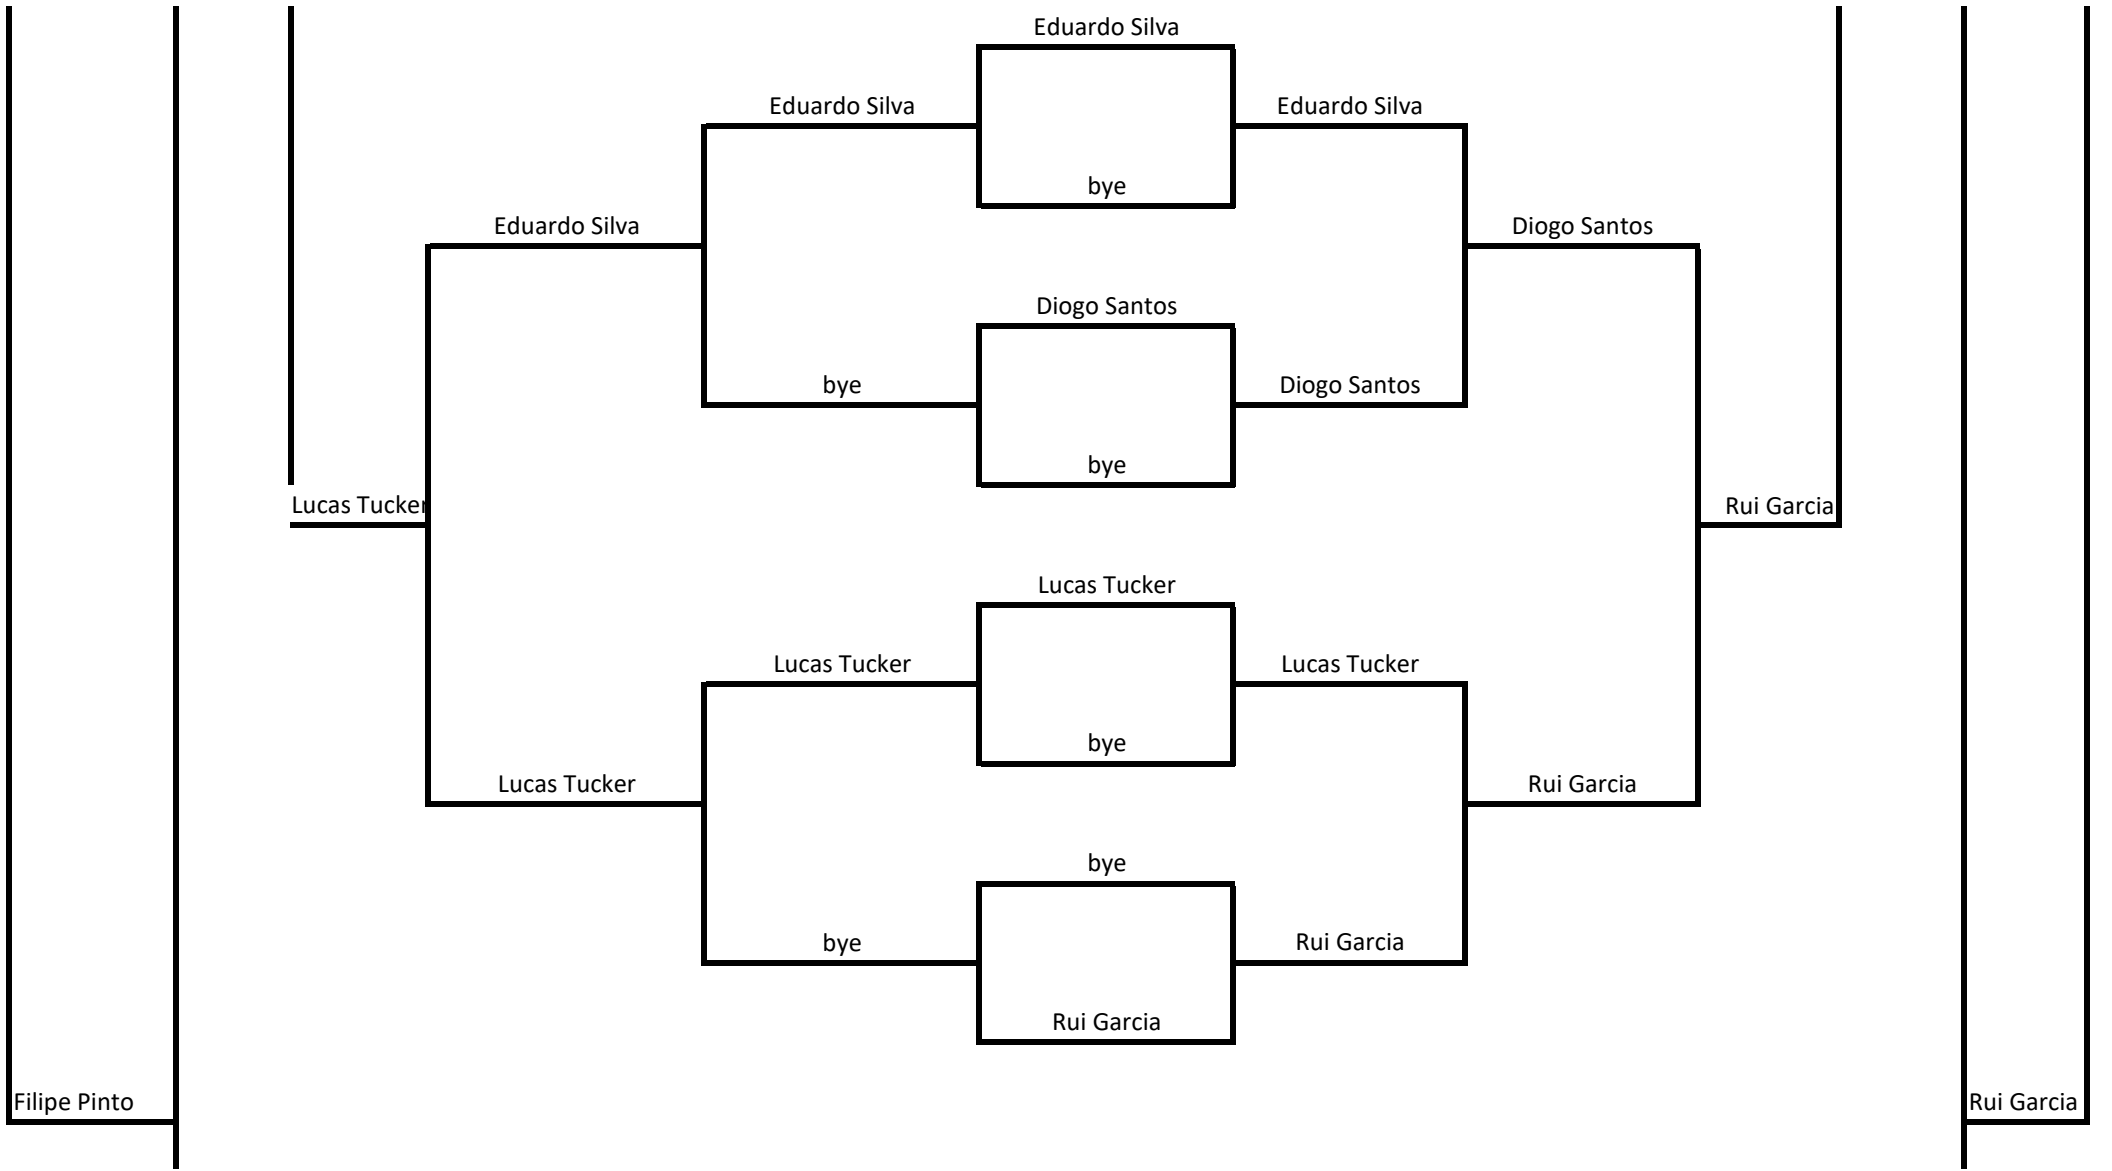 Eduardo Silva
Eduardo Silva
Eduardo Silva
bye
Eduardo Silva
Diogo Santos
Diogo Santos
bye
Diogo Santos
bye
Lucas Tucker
Rui Garcia
Lucas Tucker
Lucas Tucker
Lucas Tucker
bye
Lucas Tucker
Rui Garcia
bye
bye
Rui Garcia
Rui Garcia
Filipe Pinto
Rui Garcia